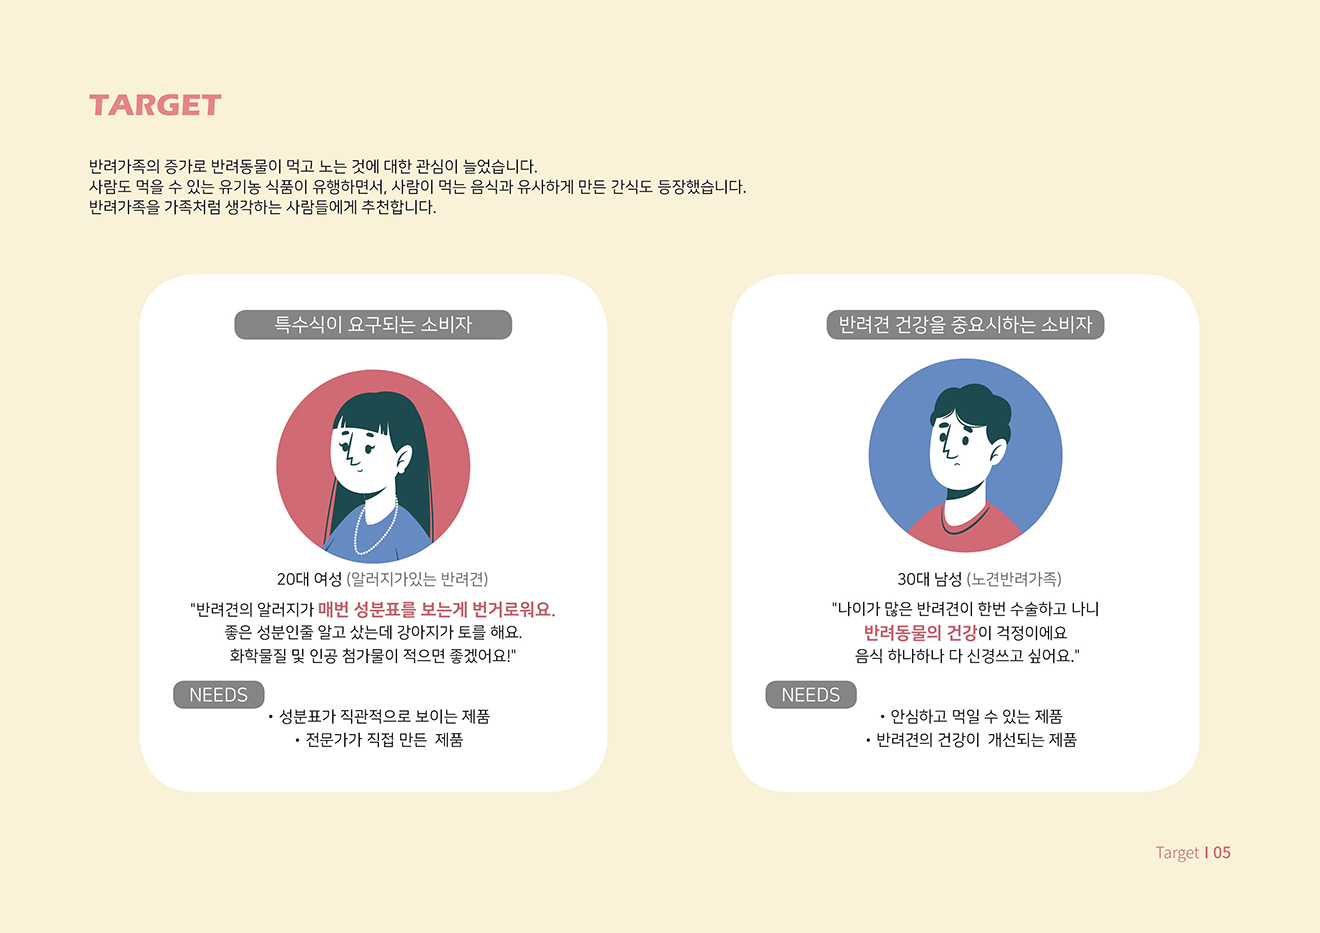 TARGET
반려가족의 증가로 반려동물이 먹고 노는 것에 대한 관심이 늘었습니다.
사람도 먹을 수 있는 유기농 식품이 유행하면서, 사람이 먹는 음식과 유사하게 만든 간식도 등장했습니다.
반려가족을 가족처럼 생각하는 사람들에게 추천합니다.
특수식이 요구되는 소비자
20대 여성 (알러지가있는 반려견)
"반려견의 알러지가 매번 성분표를 보는게 번거로워요.
좋은 성분인줄 알고 샀는데 강아지가 토를 해요.
화학물질 및 인공 첨가물이 적으면 좋겠어요!"
NEEDS
• 성분표가 직관적으로 보이는 제품
• 전문가가 직접 만든 제품
반려견 건강을 중요시하는 소비자
30대 남성 (노견반려가족)
"나이가 많은 반려견이 한번 수술하고 나니
반려동물의 건강이 걱정이에요
음식 하나하나 다 신경쓰고 싶어요."
NEEDS
• 안심하고 먹일 수 있는 제품
• 반려견의 건강이 개선되는 제품
Target | 05